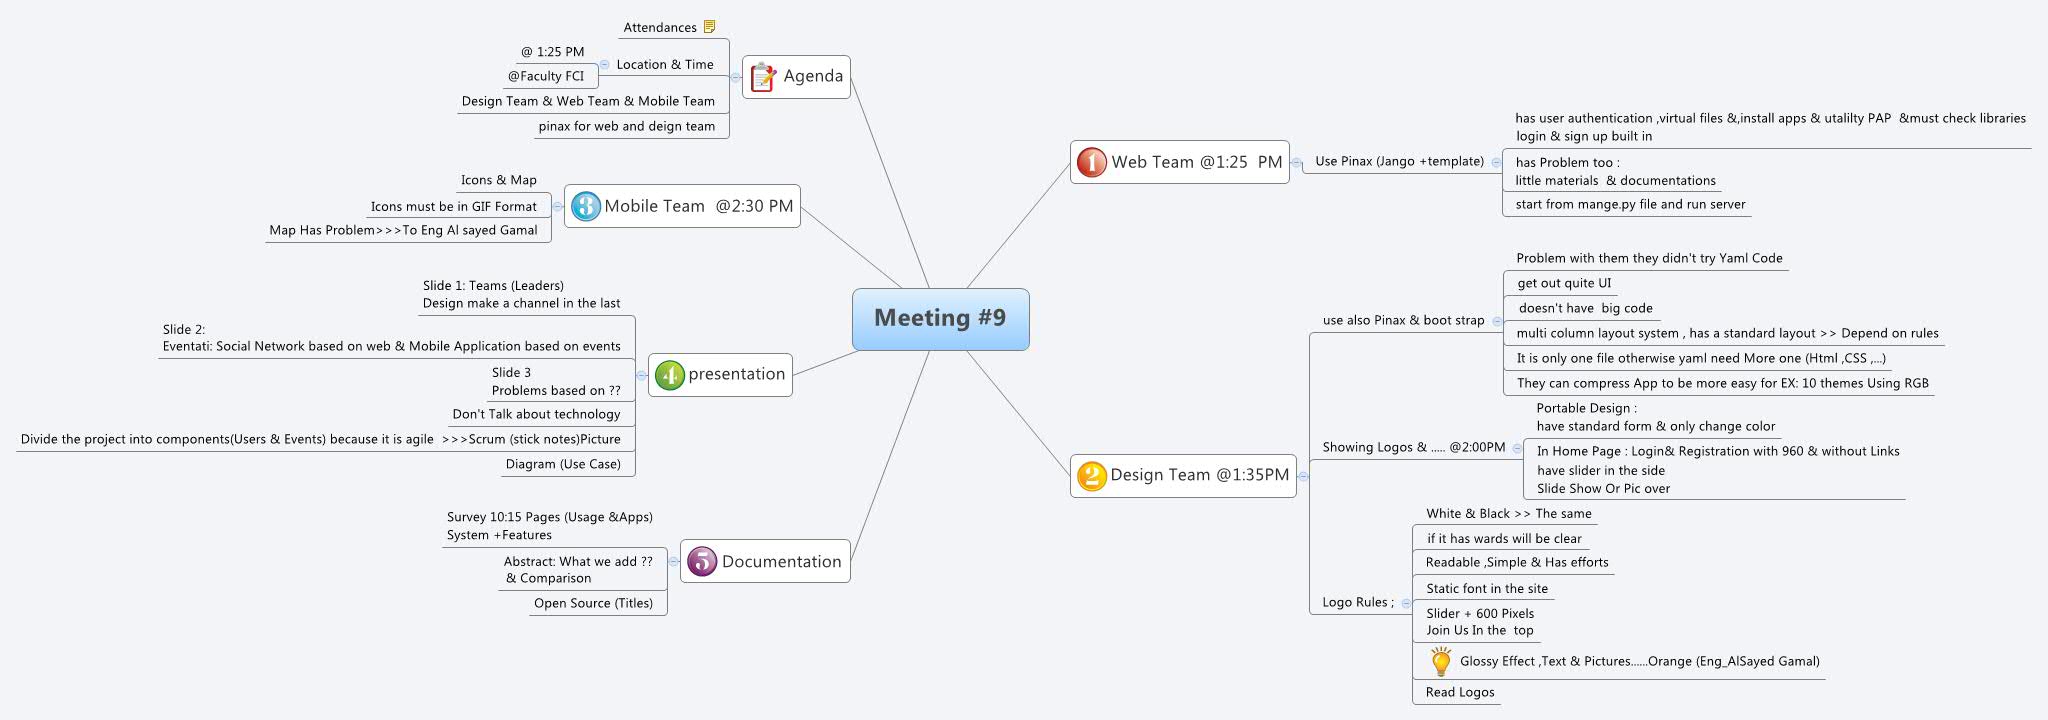 Meeting #9
Agenda
Attendances
Location & Time
@ 1:25 PM
@Faculty FCI
Design Team & Web Team & Mobile Team
pinax for web and deign team
1
Web Team @1:25  PM
Use Pinax (Jango +template)
has user authentication ,virtual files &,install apps & utalilty PAP  &must check libraries
login & sign up built in
has Problem too :
little materials  & documentations
start from mange.py file and run server
2
Design Team @1:35PM
use also Pinax & boot strap
Problem with them they didn't try Yaml Code
get out quite UI
doesn't have  big code
multi column layout system , has a standard layout >> Depend on rules
It is only one file otherwise yaml need More one (Html ,CSS ,...)
They can compress App to be more easy for EX: 10 themes Using RGB
Showing Logos & ..... @2:00PM
Portable Design :
have standard form & only change color
In Home Page : Login& Registration with 960 & without Links
have slider in the side
Slide Show Or Pic over
Logo Rules ;
White & Black >> The same
if it has wards will be clear
Readable ,Simple & Has efforts
Static font in the site
Slider + 600 Pixels
Join Us In the  top
Glossy Effect ,Text & Pictures......Orange (Eng_AlSayed Gamal)
Read Logos
3
Mobile Team  @2:30 PM
Icons & Map
Icons must be in GIF Format
Map Has Problem>>>To Eng Al sayed Gamal
4
presentation
Slide 1: Teams (Leaders)
Design make a channel in the last
Slide 2:
Eventati: Social Network based on web & Mobile Application based on events
Slide 3
Problems based on ??
Don't Talk about technology
Divide the project into components(Users & Events) because it is agile  >>>Scrum (stick notes)Picture
Diagram (Use Case)
5
Documentation
Survey 10:15 Pages (Usage &Apps)
System +Features
Abstract: What we add ??
& Comparison
Open Source (Titles)